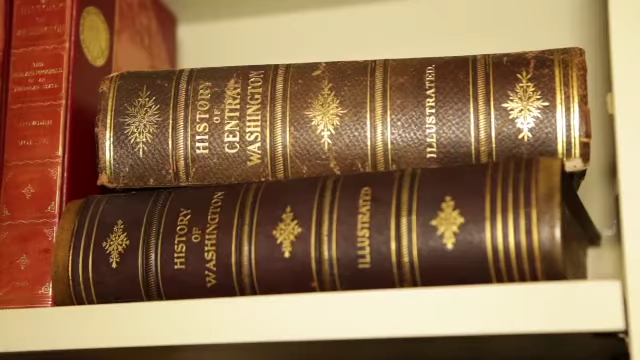 HISTORY
OF
CENTRAL
WASHINGTON
ILLUSTRATED.
HISTORY
OF
WASHINGTON
ILLUSTRATED